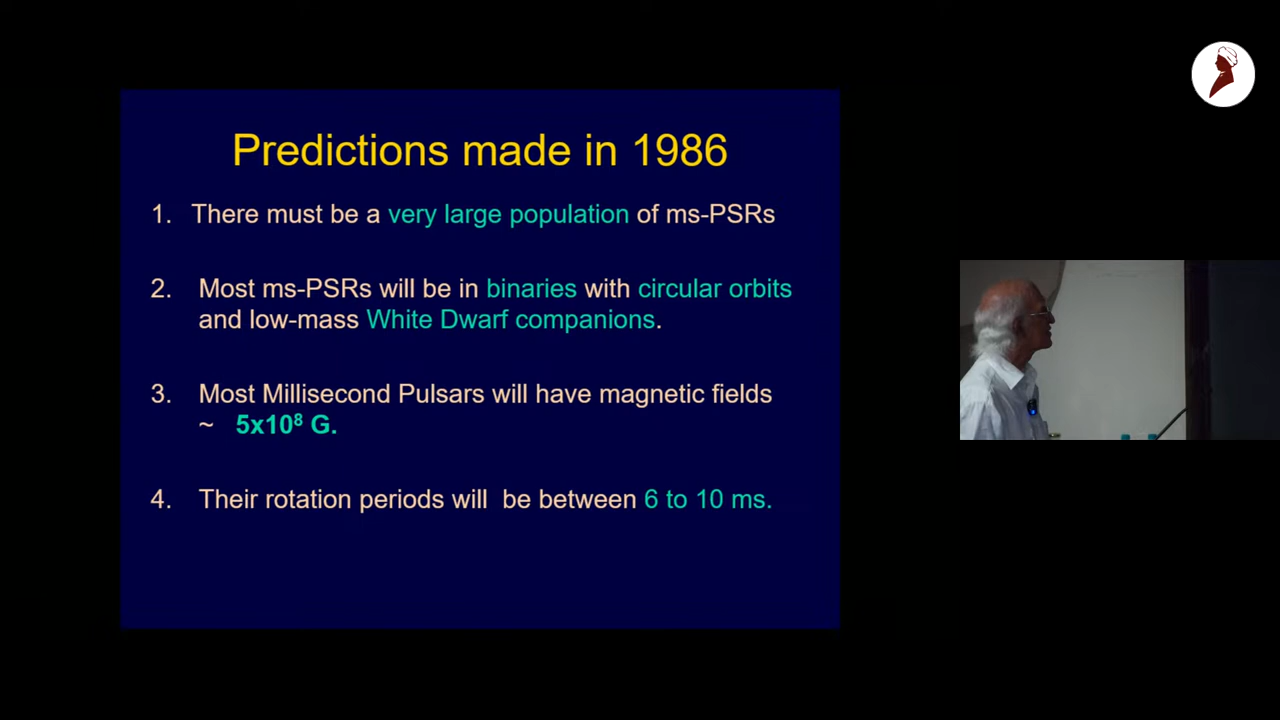 Predictions made in 1986
1. There must be a very large population of ms-PSRs
2. Most ms-PSRs will be in binaries with circular orbits
and low-mass White Dwarf companions.
3. Most Millisecond Pulsars will have magnetic fields
~ 5x10⁸ G.
4. Their rotation periods will be between 6 to 10 ms.